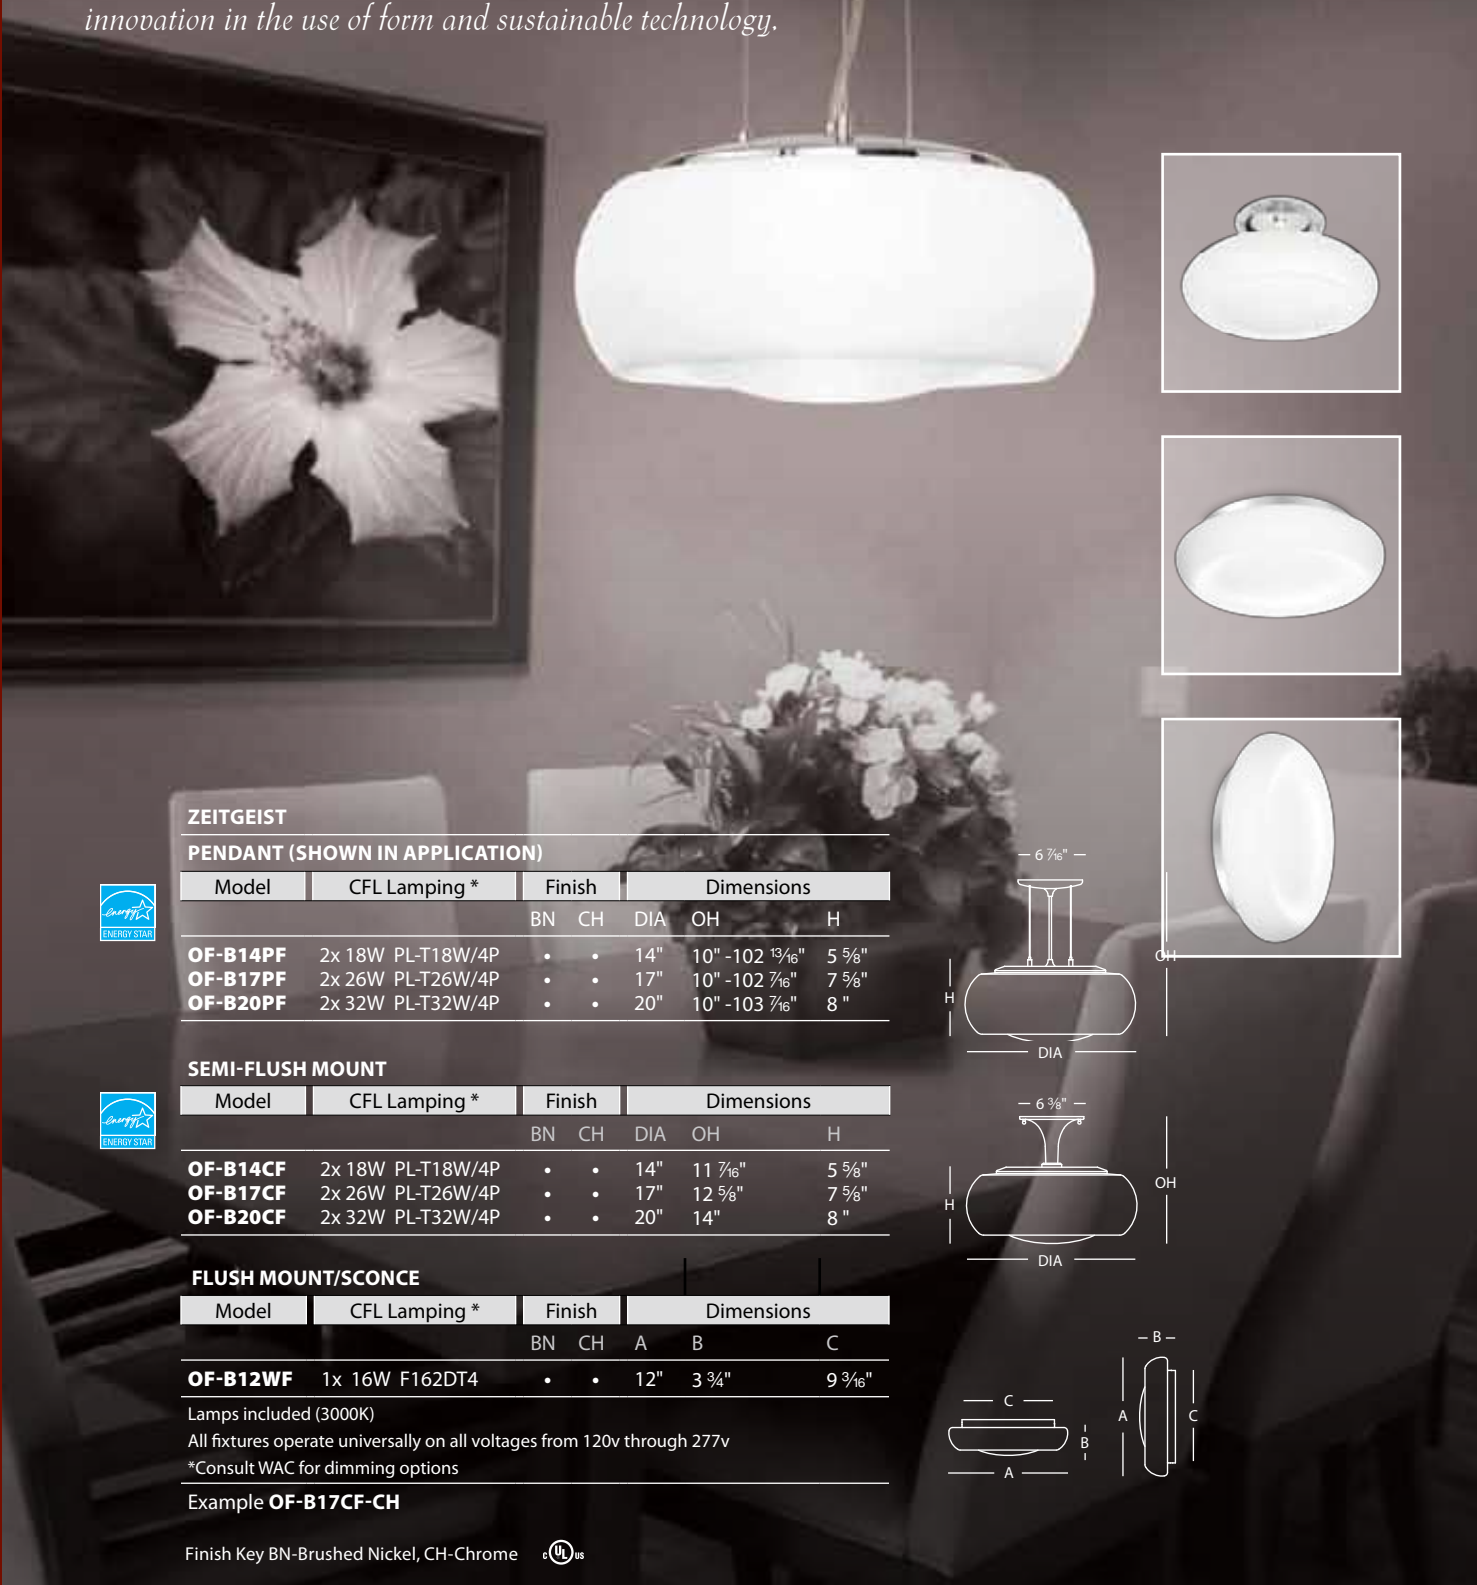 innovation in the use of form and sustainable technology.
ZEITGEIST
PENDANT (SHOWN IN APPLICATION)
Model CFL Lamping * Finish Dimensions
BN CH DIA OH H
OF-B14PF 2x 18W PL-T18W/4P • • 14" 10" -102 13/16" 5 5/8"
OF-B17PF 2x 26W PL-T26W/4P • • 17" 10" -102 7/16" 7 5/8"
OF-B20PF 2x 32W PL-T32W/4P • • 20" 10" -103 7/16" 8 "
energy
ENERGY STAR
6 7/16"
OH
H
DIA
SEMI-FLUSH MOUNT
Model CFL Lamping * Finish Dimensions
BN CH DIA OH H
OF-B14CF 2x 18W PL-T18W/4P • • 14" 11 7/16" 5 5/8"
OF-B17CF 2x 26W PL-T26W/4P • • 17" 12 5/8" 7 5/8"
OF-B20CF 2x 32W PL-T32W/4P • • 20" 14" 8 "
energy
ENERGY STAR
6 3/8"
OH
H
DIA
FLUSH MOUNT/SCONCE
Model CFL Lamping * Finish Dimensions
BN CH A B C
OF-B12WF 1x 16W F162DT4 • • 12" 3 3/4" 9 3/16"
B
C
A C
B
A
Lamps included (3000K)
All fixtures operate universally on all voltages from 120v through 277v
*Consult WAC for dimming options
Example OF-B17CF-CH
Finish Key BN-Brushed Nickel, CH-Chrome c UL us